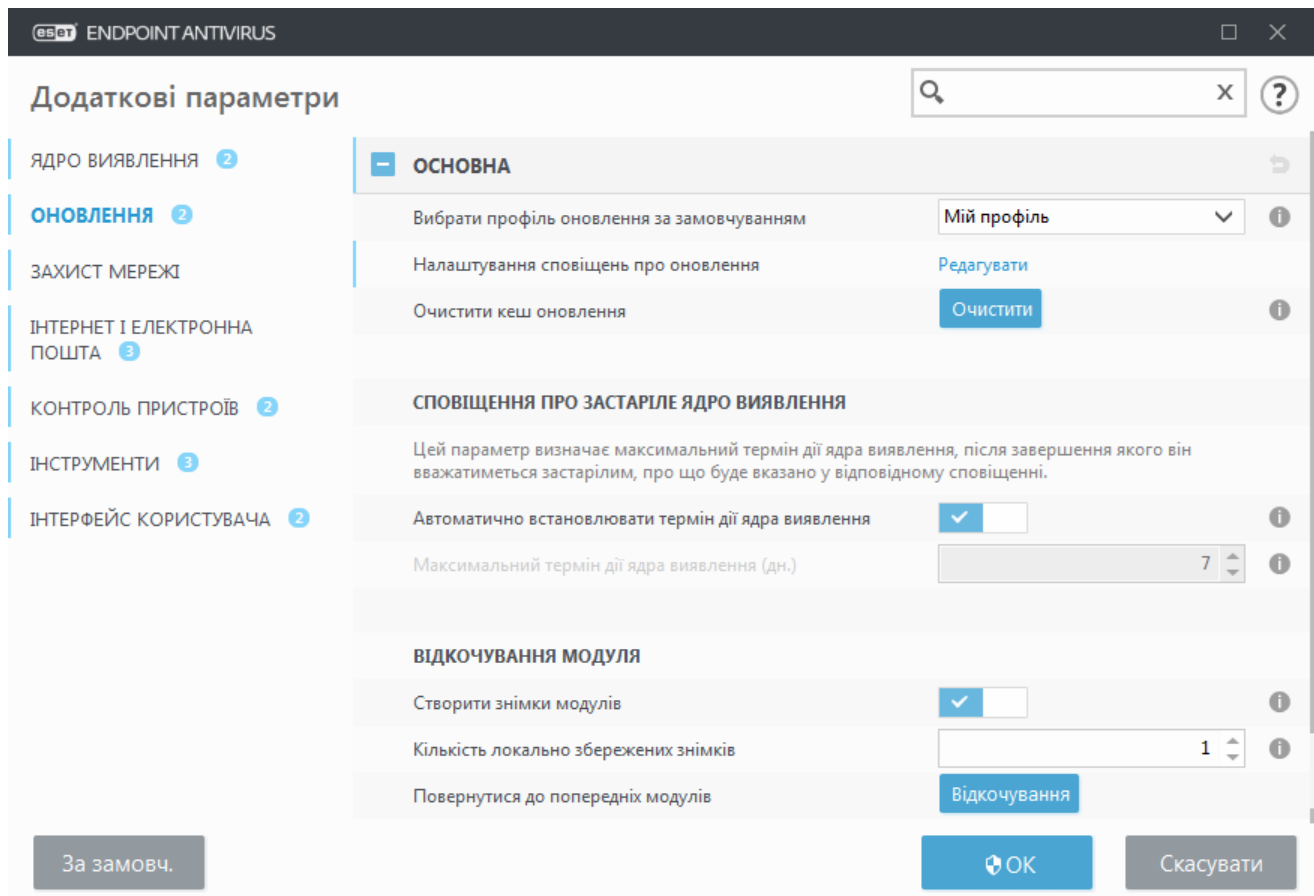 eset ENDPOINT ANTIVIRUS
Додаткові параметри
x
?
ЯДРО ВИЯВЛЕННЯ 2
ОНОВЛЕННЯ 2
ЗАХИСТ МЕРЕЖІ
ІНТЕРНЕТ І ЕЛЕКТРОННА
ПОШТА 3
КОНТРОЛЬ ПРИСТРОЇВ 2
ІНСТРУМЕНТИ 3
ІНТЕРФЕЙС КОРИСТУВАЧА 2
ОСНОВНА
Вибрати профіль оновлення за замовчуванням Мій профіль
Налаштування сповіщень про оновлення Редагувати
Очистити кеш оновлення Очистити
СПОВІЩЕННЯ ПРО ЗАСТАРІЛЕ ЯДРО ВИЯВЛЕННЯ
Цей параметр визначає максимальний термін дії ядра виявлення, після завершення якого він
вважатиметься застарілим, про що буде вказано у відповідному сповіщенні.
Автоматично встановлювати термін дії ядра виявлення
Максимальний термін дії ядра виявлення (дн.) 7
ВІДКОЧУВАННЯ МОДУЛЯ
Створити знімки модулів
Кількість локально збережених знімків 1
Повернутися до попередніх модулів Відкочування
За замовч.
OK
Скасувати